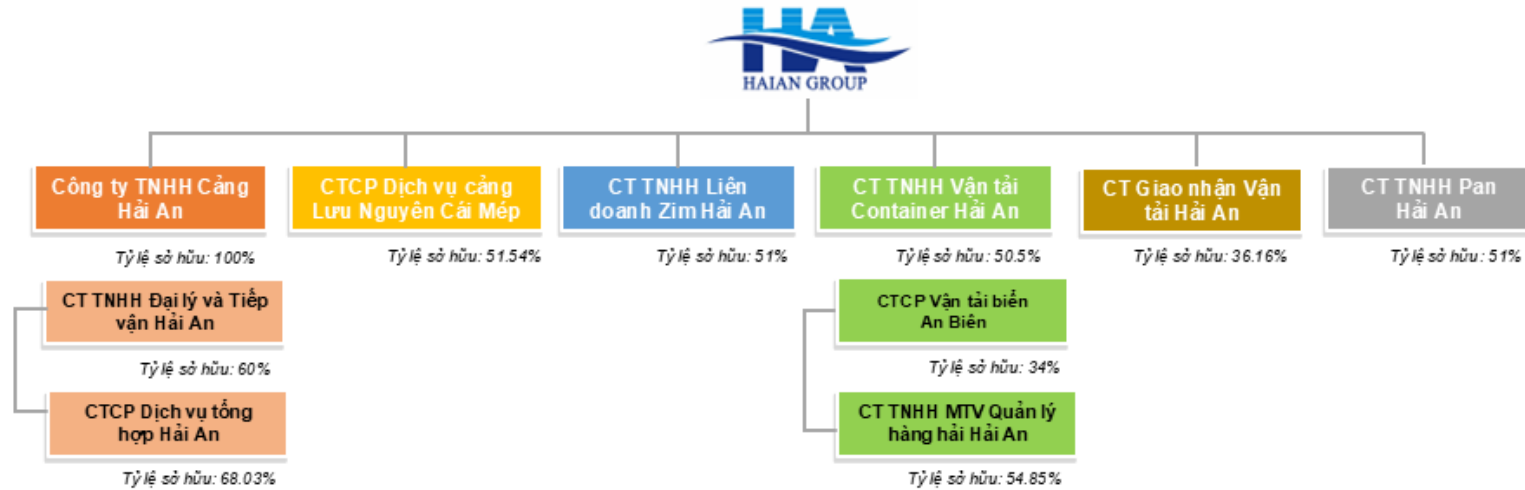 HA
HAIAN GROUP
Công ty TNHH Cảng
Hải An
Tỷ lệ sở hữu: 100%
CTCP Dịch vụ cảng
Lưu Nguyên Cái Mép
Tỷ lệ sở hữu: 51.54%
CT TNHH Liên
doanh Zim Hải An
Tỷ lệ sở hữu: 51%
CT TNHH Vận tải
Container Hải An
Tỷ lệ sở hữu: 50.5%
CT Giao nhận Vận
tải Hải An
Tỷ lệ sở hữu: 36.16%
CT TNHH Pan
Hải An
Tỷ lệ sở hữu: 51%
CT TNHH Đại lý và Tiếp
vận Hải An
Tỷ lệ sở hữu: 60%
CTCP Dịch vụ tổng
hợp Hải An
Tỷ lệ sở hữu: 68.03%
CTCP Vận tải biển
An Biên
Tỷ lệ sở hữu: 34%
CT TNHH MTV Quản lý
hàng hải Hải An
Tỷ lệ sở hữu: 54.85%